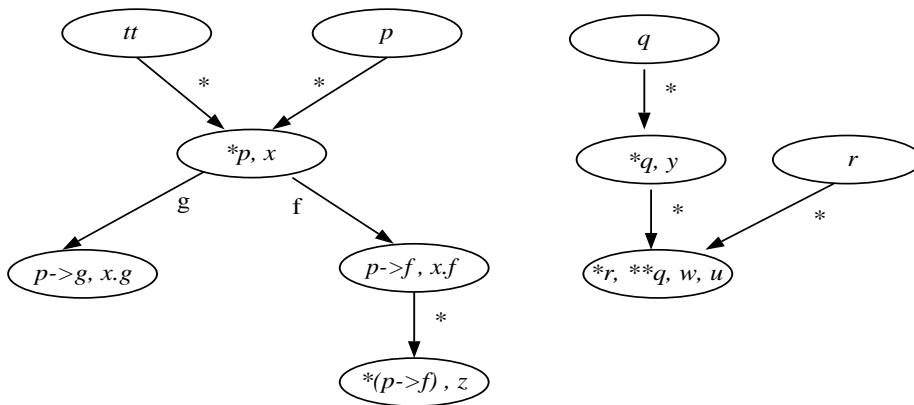 tt
p
q
*
*
*
*p, x
*q, y
r
g
f
*
*
p->g, x.g
p->f , x.f
*r, **q, w, u
*
*(p->f) , z